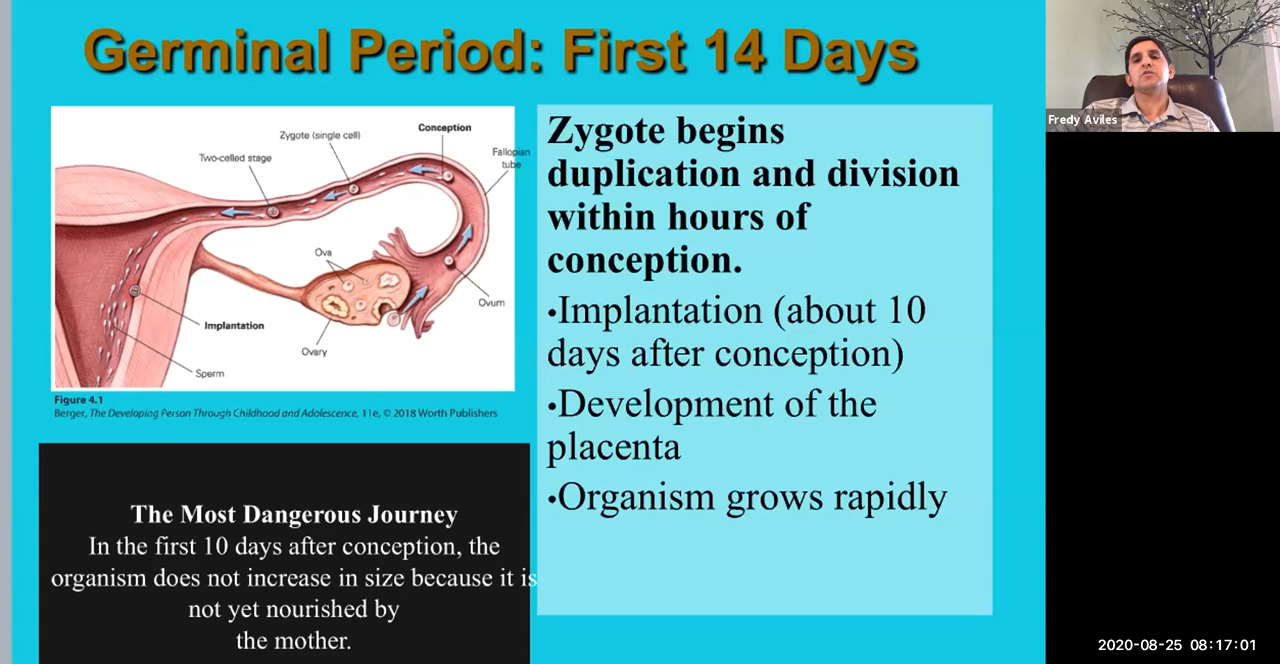 Germinal Period: First 14 Days
Conception
Zygote (single cell)
Two-celled stage
Fallopian
tube
Ova
Ovum
Implantation
Ovary
Sperm
Figure 4.1
Berger, The Developing Person Through Childhood and Adolescence, 11e, © 2018 Worth Publishers
The Most Dangerous Journey
In the first 10 days after conception, the
organism does not increase in size because it is
not yet nourished by
the mother.
Zygote begins
duplication and division
within hours of
conception.
•Implantation (about 10
days after conception)
•Development of the
placenta
•Organism grows rapidly
Fredy Aviles
2020-08-25 08:17:01